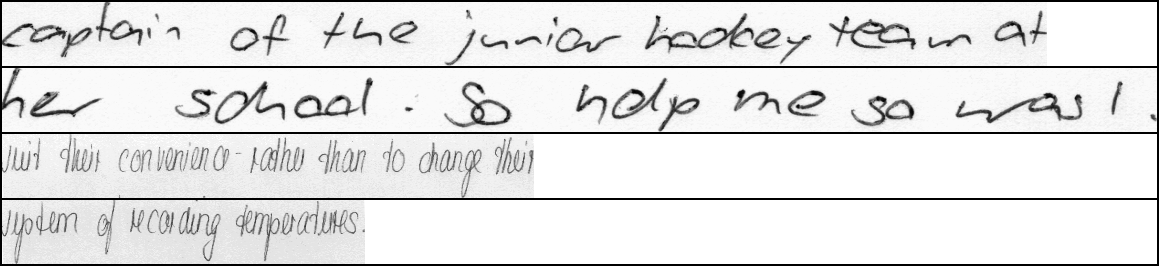 captain of the junior hockey team at
her school. So help me so was I.
suit their convenience - rather than to change their
system of recording temperatures.